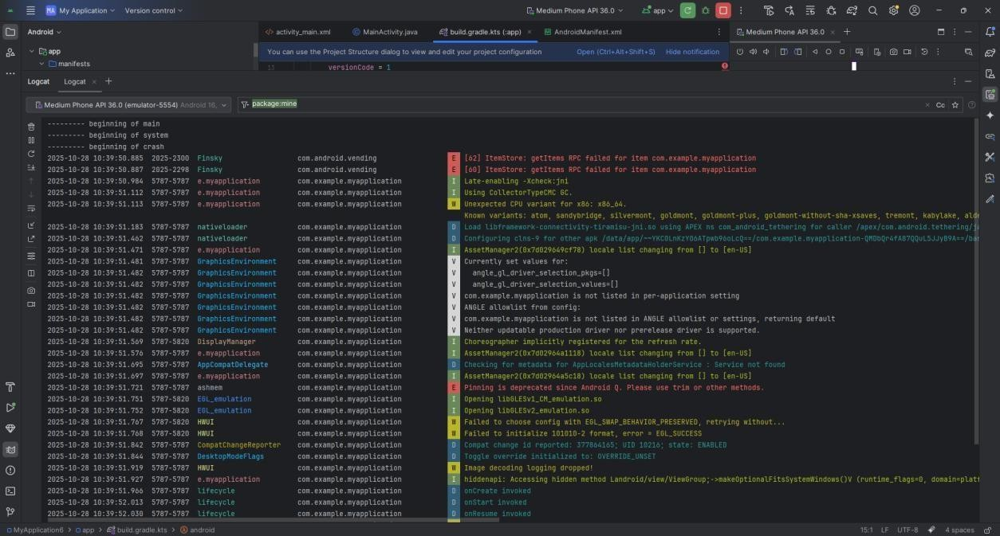 MA My Application Version control Medium Phone API 36.0 app
Android activity_main.xml MainActivity.java build.gradle.kts (:app) AndroidManifest.xml Medium Phone API 36.0
app You can use the Project Structure dialog to view and edit your project configuration Open (Ctrl+Alt+Shift+S) Hide notification
manifests 13 versionCode = 1
Logcat Logcat
Medium Phone API 36.0 (emulator-5554) Android 16, package:mine Cc
--------- beginning of main
--------- beginning of system
--------- beginning of crash
2025-10-28 10:39:50.885 2025-2300 Finsky com.android.vending E [62] ItemStore: getItems RPC failed for item com.example.myapplication
2025-10-28 10:39:50.887 2025-2298 Finsky com.android.vending E [60] ItemStore: getItems RPC failed for item com.example.myapplication
2025-10-28 10:39:50.984 5787-5787 e.myapplication com.example.myapplication I Late-enabling -Xcheck:jni
2025-10-28 10:39:51.112 5787-5787 e.myapplication com.example.myapplication I Using CollectorTypeCMC GC.
2025-10-28 10:39:51.113 5787-5787 e.myapplication com.example.myapplication W Unexpected CPU variant for x86: x86_64.
Known variants: atom, sandybridge, silvermont, goldmont, goldmont-plus, goldmont-without-sha-xsaves, tremont, kabylake, alde
2025-10-28 10:39:51.183 5787-5787 nativeloader com.example.myapplication D Load libframework-connectivity-tiramisu-jni.so using APEX ns com_android_tethering for caller /apex/com.android.tethering/ja
2025-10-28 10:39:51.462 5787-5787 nativeloader com.example.myapplication D Configuring clns-9 for other apk
2025-10-28 10:39:51.471 5787-5787 e.myapplication com.example.myapplication I AssetManager2(0x7d029649cf78) locale list changing from [] to [en-US]
2025-10-28 10:39:51.481 5787-5787 GraphicsEnvironment com.example.myapplication V Currently set values for:
2025-10-28 10:39:51.482 5787-5787 GraphicsEnvironment com.example.myapplication V angle_gl_driver_selection_pkgs=[]
2025-10-28 10:39:51.482 5787-5787 GraphicsEnvironment com.example.myapplication V angle_gl_driver_selection_values=[]
2025-10-28 10:39:51.482 5787-5787 GraphicsEnvironment com.example.myapplication V com.example.myapplication is not listed in per-application setting
2025-10-28 10:39:51.482 5787-5787 GraphicsEnvironment com.example.myapplication V ANGLE allowlist from config:
2025-10-28 10:39:51.482 5787-5787 GraphicsEnvironment com.example.myapplication V com.example.myapplication is not listed in ANGLE allowlist or settings, returning default
2025-10-28 10:39:51.482 5787-5787 GraphicsEnvironment com.example.myapplication V Neither updatable production driver nor prerelease driver is supported.
2025-10-28 10:39:51.569 5787-5820 DisplayManager com.example.myapplication I Choreographer implicitly registered for the refresh rate.
2025-10-28 10:39:51.576 5787-5820 e.myapplication com.example.myapplication I AssetManager2(0x7d02964a1118) locale list changing from [] to [en-US]
2025-10-28 10:39:51.695 5787-5787 AppCompatDelegate com.example.myapplication D Checking for metadata for AppLocalesMetadataHolderService : Service not found
2025-10-28 10:39:51.697 5787-5787 e.myapplication com.example.myapplication I AssetManager2(0x7d02964a5c18) locale list changing from [] to [en-US]
2025-10-28 10:39:51.721 5787-5820 ashmem com.example.myapplication E Pinning is deprecated since Android Q. Please use trim or other methods.
2025-10-28 10:39:51.751 5787-5820 EGL_emulation com.example.myapplication I Opening libGLESv1_CM_emulation.so
2025-10-28 10:39:51.752 5787-5820 EGL_emulation com.example.myapplication I Opening libGLESv2_emulation.so
2025-10-28 10:39:51.767 5787-5820 HWUI com.example.myapplication W Failed to choose config with EGL_SWAP_BEHAVIOR_PRESERVED, retrying without...
2025-10-28 10:39:51.768 5787-5820 HWUI com.example.myapplication W Failed to initialize 101010-2 format, error = EGL_SUCCESS
2025-10-28 10:39:51.842 5787-5820 CompatChangeReporter com.example.myapplication D Compat change id reported: 377864165; UID 10216; state: ENABLED
2025-10-28 10:39:51.844 5787-5787 DesktopModeFlags com.example.myapplication D Toggle override initialized to: OVERRIDE_UNSET
2025-10-28 10:39:51.919 5787-5787 HWUI com.example.myapplication W Image decoding logging dropped!
2025-10-28 10:39:51.927 5787-5787 e.myapplication com.example.myapplication I hiddenapi: Accessing hidden method Landroid/view/ViewGroup;->makeOptionalFitsSystemWindows()V (runtime_flags=0, domain=platf
2025-10-28 10:39:51.966 5787-5787 lifecycle com.example.myapplication D onCreate invoked
2025-10-28 10:39:52.013 5787-5787 lifecycle com.example.myapplication D onStart invoked
2025-10-28 10:39:52.030 5787-5787 lifecycle com.example.myapplication D onResume invoked
MyApplication6 > app > build.gradle.kts > android 15:1 LF UTF-8 4 spaces